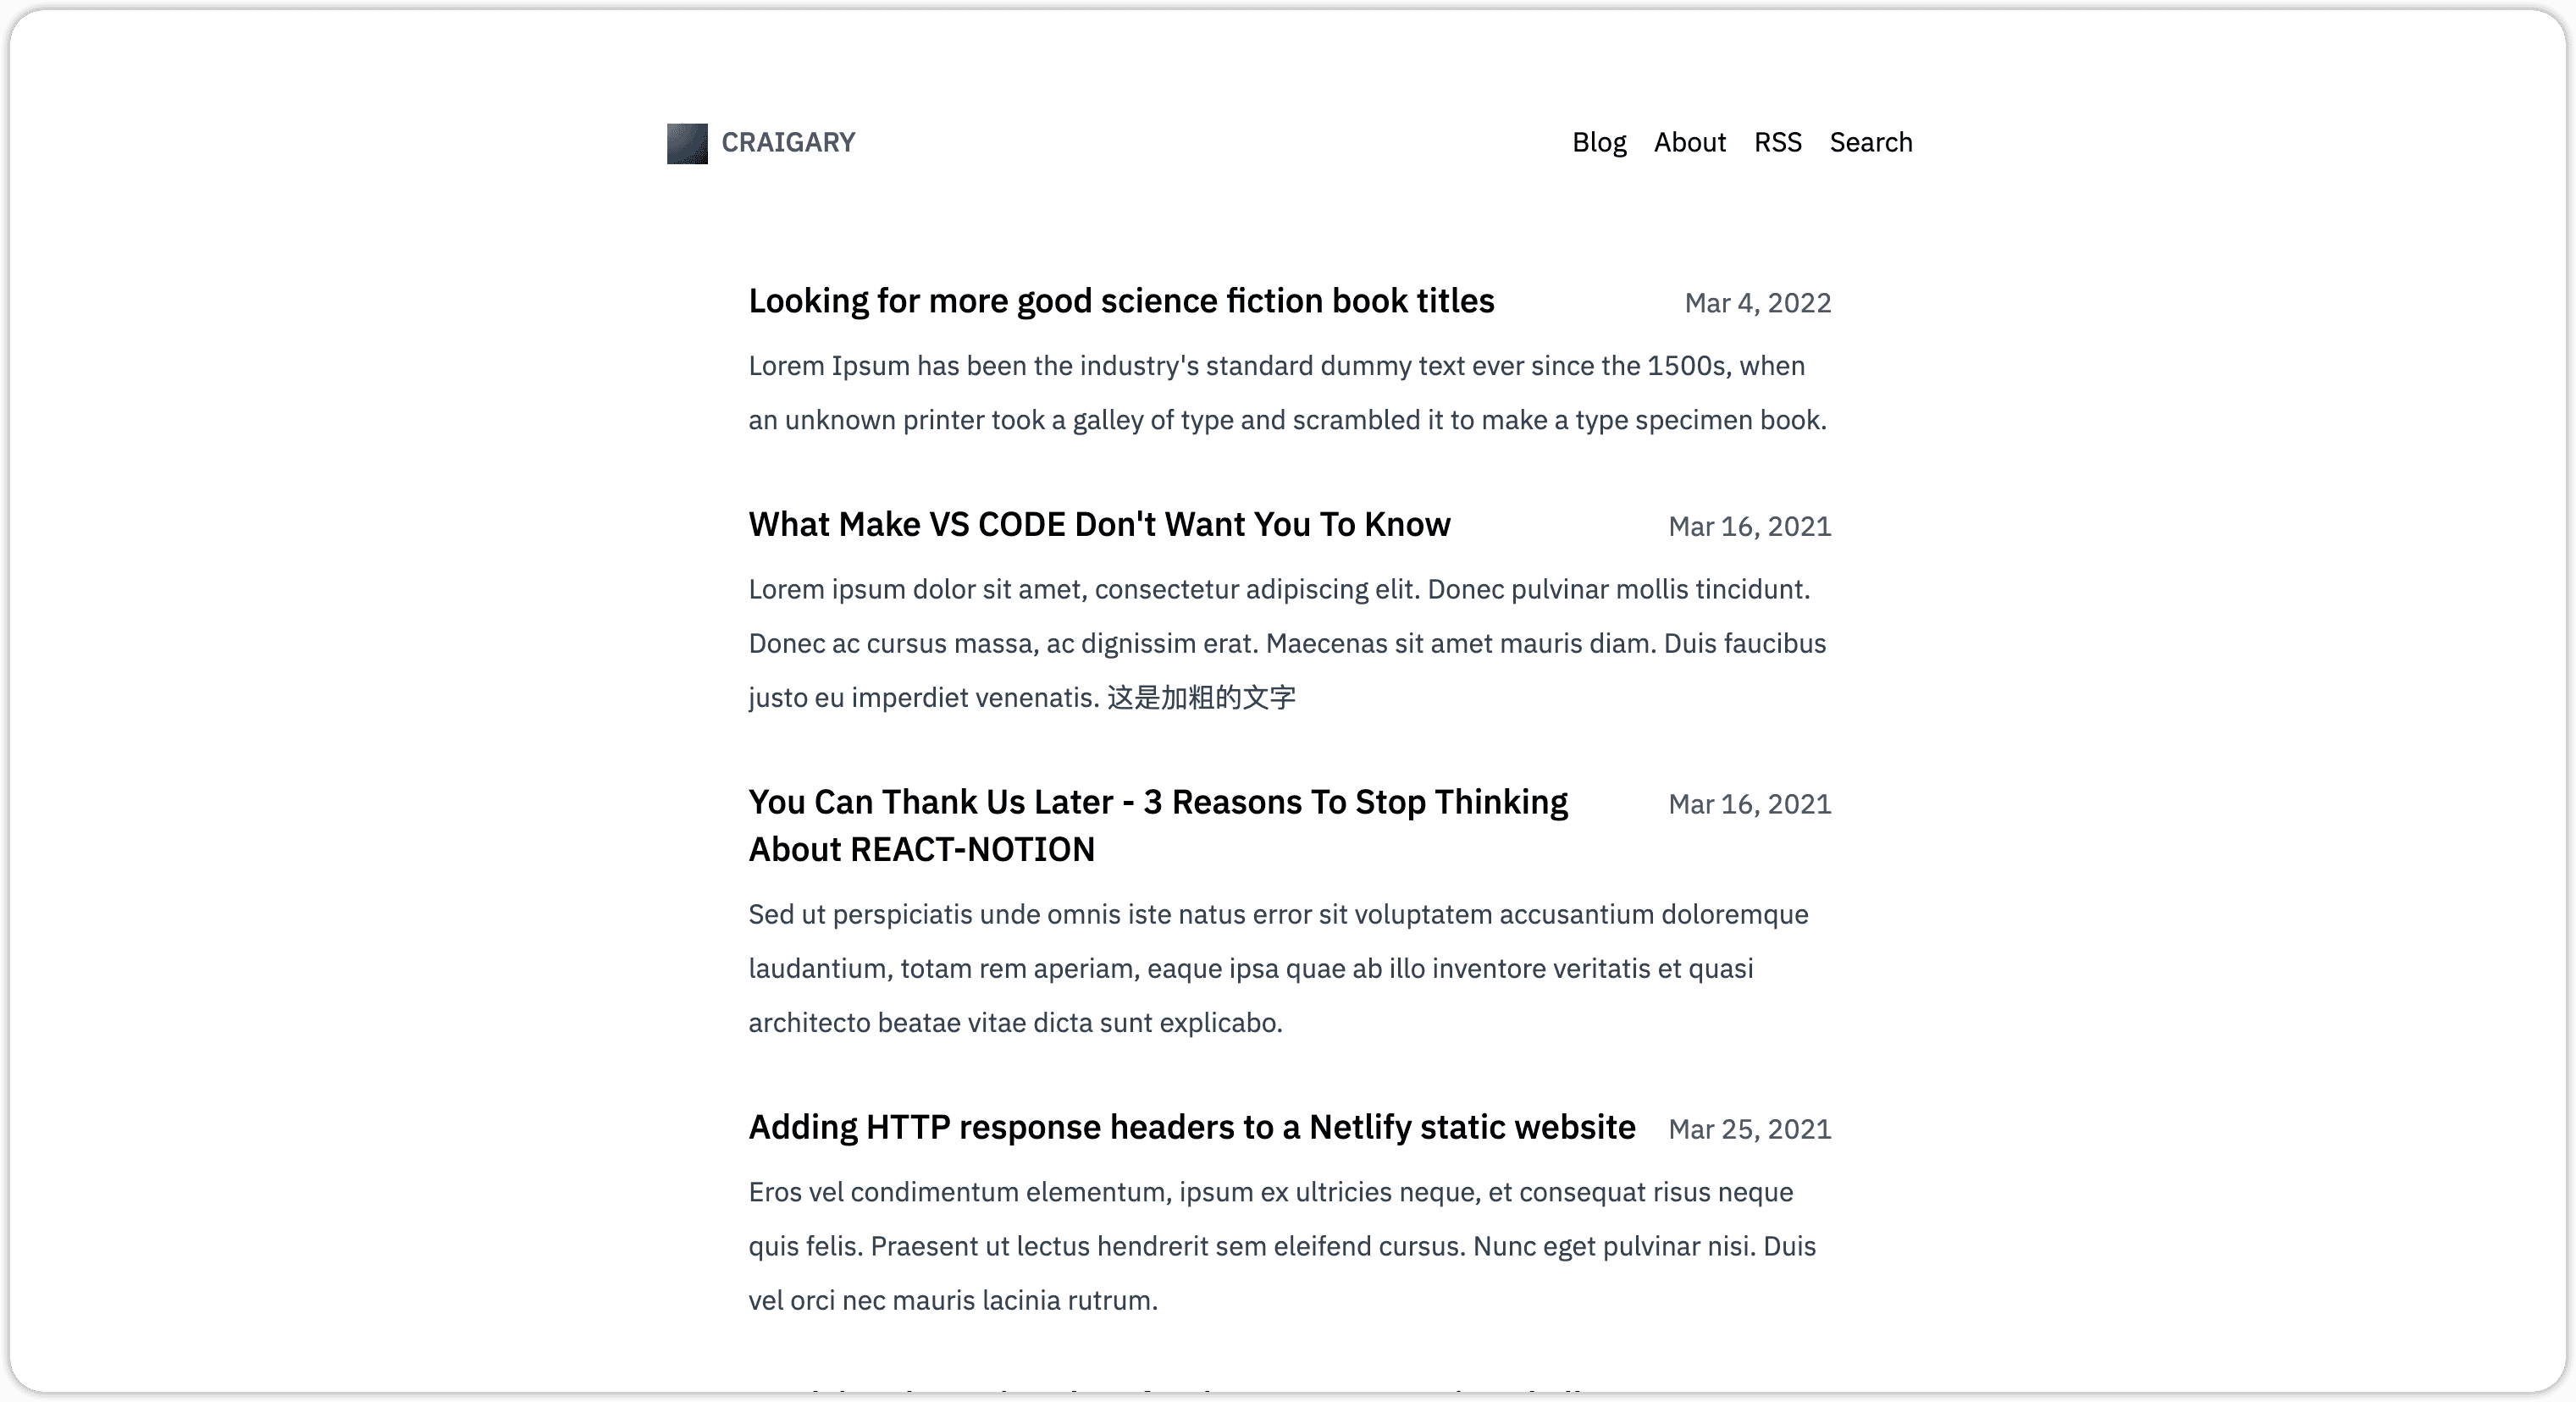 CRAIGARY
Blog About RSS Search
Looking for more good science fiction book titles
Mar 4, 2022
Lorem Ipsum has been the industry's standard dummy text ever since the 1500s, when
an unknown printer took a galley of type and scrambled it to make a type specimen book.
What Make VS CODE Don't Want You To Know
Mar 16, 2021
Lorem ipsum dolor sit amet, consectetur adipiscing elit. Donec pulvinar mollis tincidunt.
Donec ac cursus massa, ac dignissim erat. Maecenas sit amet mauris diam. Duis faucibus
justo eu imperdiet venenatis. 这是加粗的文字
You Can Thank Us Later - 3 Reasons To Stop Thinking
About REACT-NOTION
Mar 16, 2021
Sed ut perspiciatis unde omnis iste natus error sit voluptatem accusantium doloremque
laudantium, totam rem aperiam, eaque ipsa quae ab illo inventore veritatis et quasi
architecto beatae vitae dicta sunt explicabo.
Adding HTTP response headers to a Netlify static website
Mar 25, 2021
Eros vel condimentum elementum, ipsum ex ultricies neque, et consequat risus neque
quis felis. Praesent ut lectus hendrerit sem eleifend cursus. Nunc eget pulvinar nisi. Duis
vel orci nec mauris lacinia rutrum.